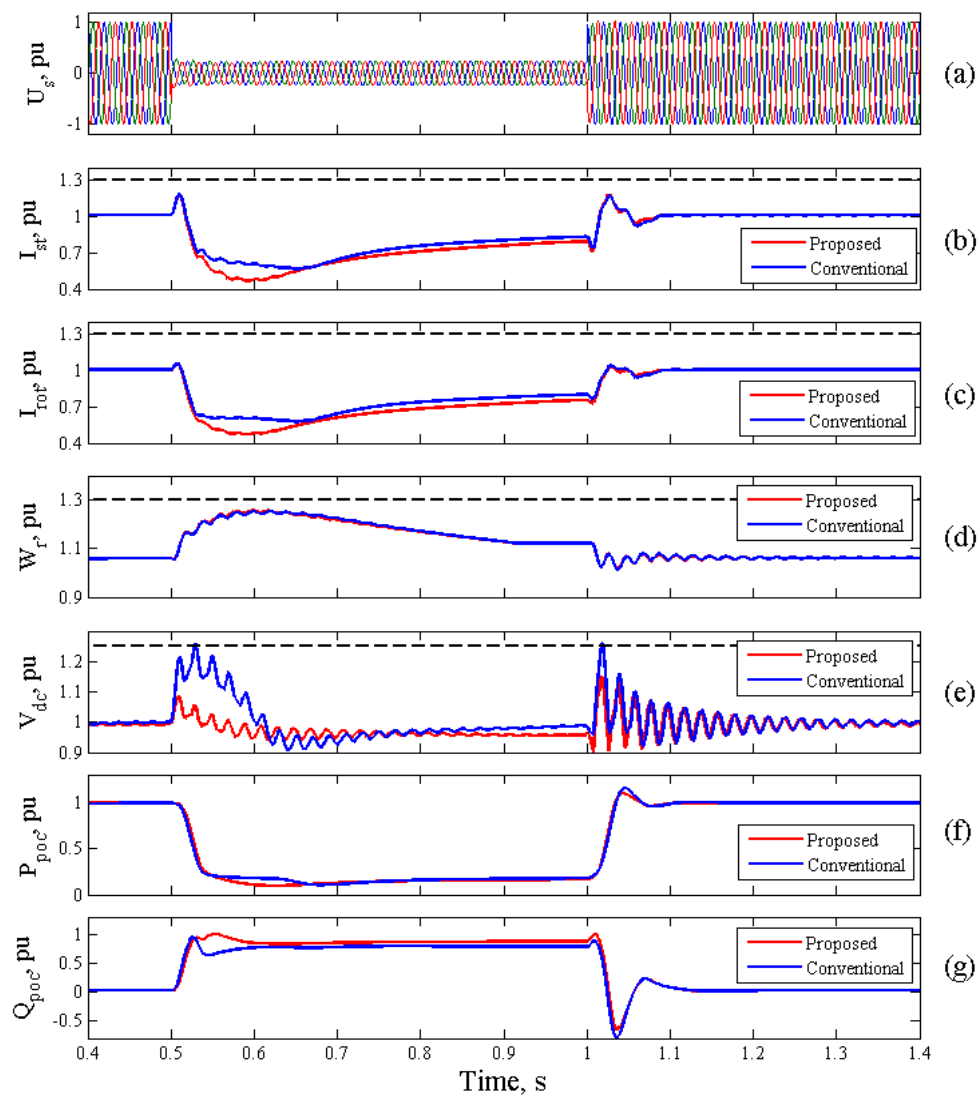 1
0
-1
U_s, pu
(a)
1.3
1
0.7
0.4
I_st, pu
Proposed
Conventional
(b)
1.3
1
0.7
0.4
I_rot, pu
Proposed
Conventional
(c)
1.3
1.1
0.9
W_r, pu
Proposed
Conventional
(d)
1.2
1.1
1
0.9
V_dc, pu
Proposed
Conventional
(e)
1
0.5
0
P_poc, pu
Proposed
Conventional
(f)
1
0.5
0
-0.5
Q_poc, pu
Proposed
Conventional
(g)
0.4 0.5 0.6 0.7 0.8 0.9 1 1.1 1.2 1.3 1.4
Time, s